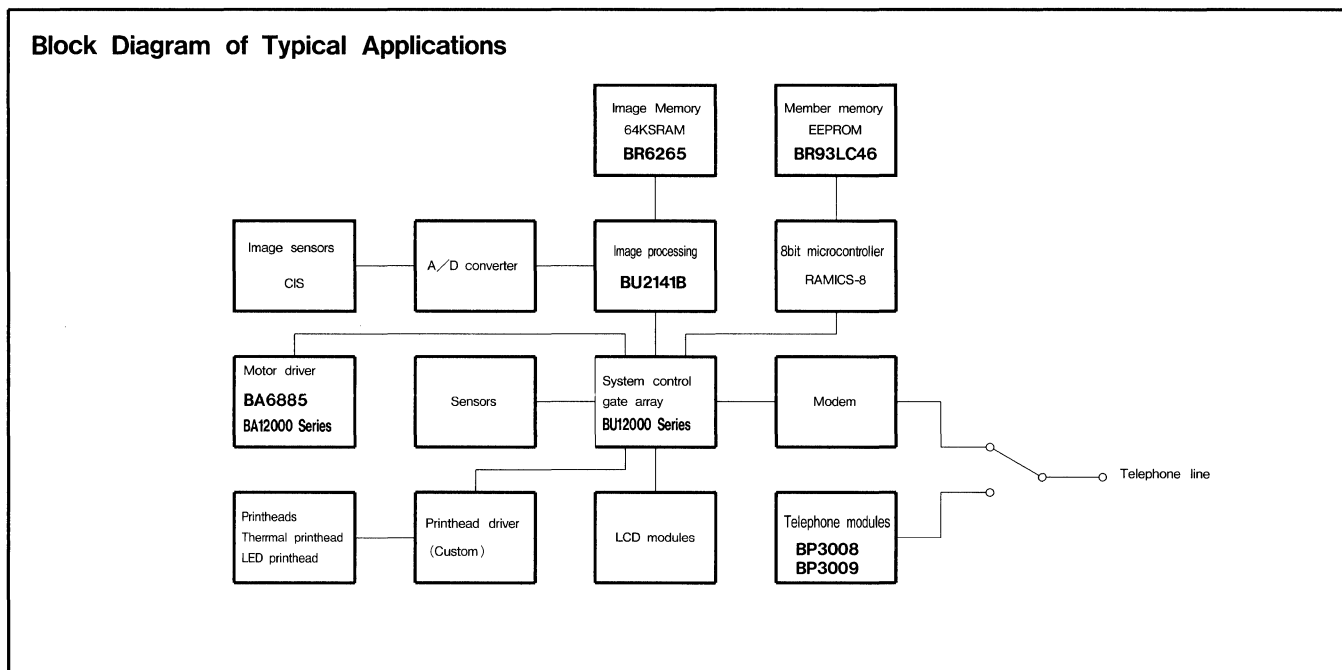 Block Diagram of Typical Applications
Image Memory
64KSRAM
BR6265
Member memory
EEPROM
BR93LC46
Image sensors
CIS
A/D converter
Image processing
BU2141B
8bit microcontroller
RAMICS-8
Motor driver
BA6885
BA12000 Series
Sensors
System control
gate array
BU12000 Series
Modem
Telephone line
Printheads
Therrmal printhead
LED printhead
Printhead driver
(Custom)
LCD modules
Telephone modules
BP3008
BP3009